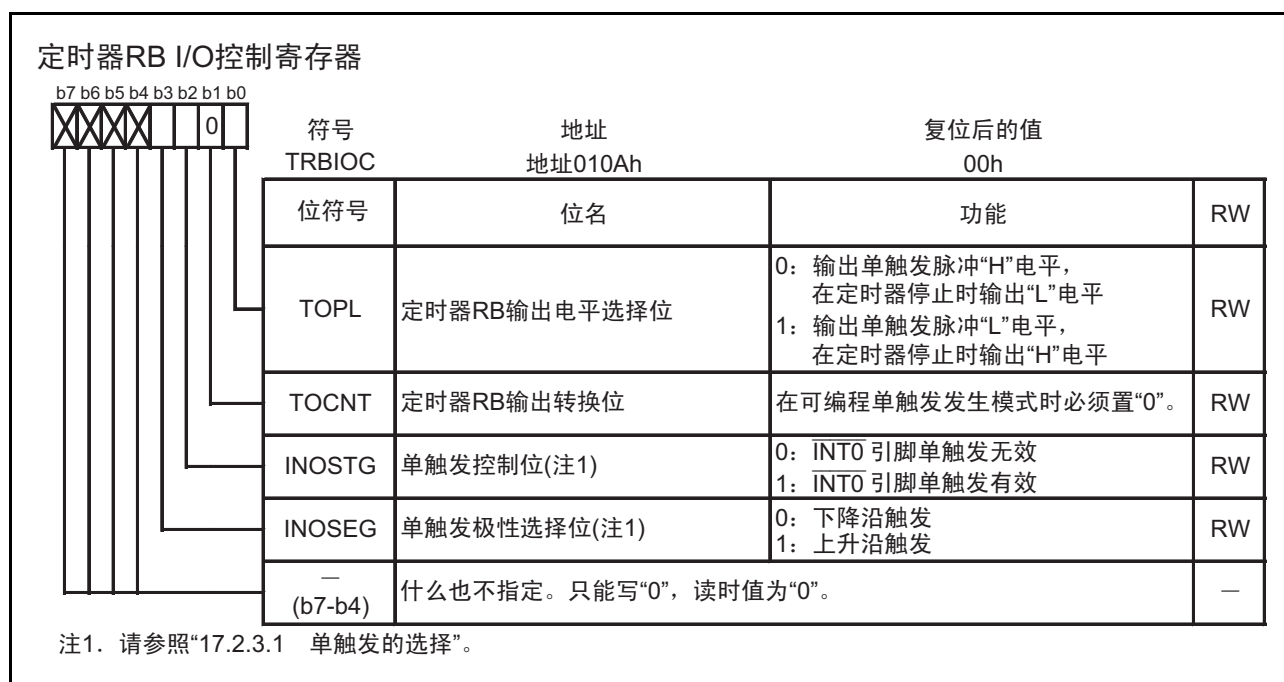 定时器RB I/O控制寄存器
b7 b6 b5 b4 b3 b2 b1 b0
0
符号 地址 复位后的值
TRBIOC 地址010Ah 00h
位符号 位名 功能 RW
TOPL 定时器RB输出电平选择位 0：输出单触发脉冲“H”电平， RW
在定时器停止时输出“L”电平
1：输出单触发脉冲“L”电平，
在定时器停止时输出“H”电平
TOCNT 定时器RB输出转换位 在可编程单触发发生模式时必须置“0”。 RW
INOSTG 单触发控制位(注1) 0：INT0 引脚单触发无效 RW
1：INT0 引脚单触发有效
INOSEG 单触发极性选择位(注1) 0：下降沿触发 RW
1：上升沿触发
—
(b7-b4) 什么也不指定。只能写“0”，读时值为“0”。 —
注1．请参照“17.2.3.1 单触发的选择”。